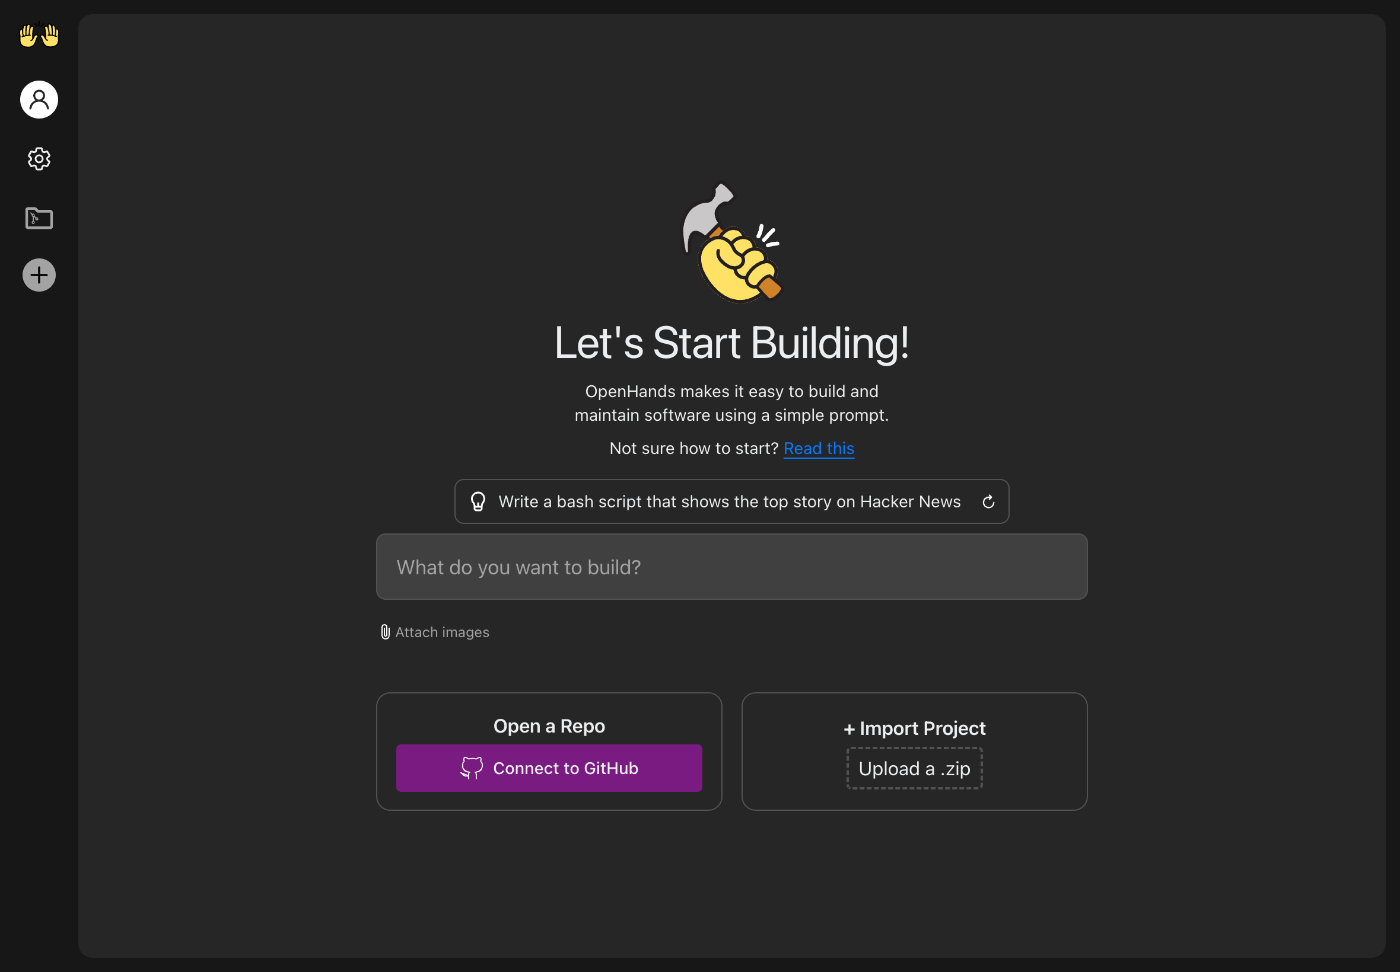 Let's Start Building!
OpenHands makes it easy to build and
maintain software using a simple prompt.
Not sure how to start? Read this
Write a bash script that shows the top story on Hacker News
What do you want to build?
Attach images
Open a Repo
Connect to GitHub
+ Import Project
Upload a .zip